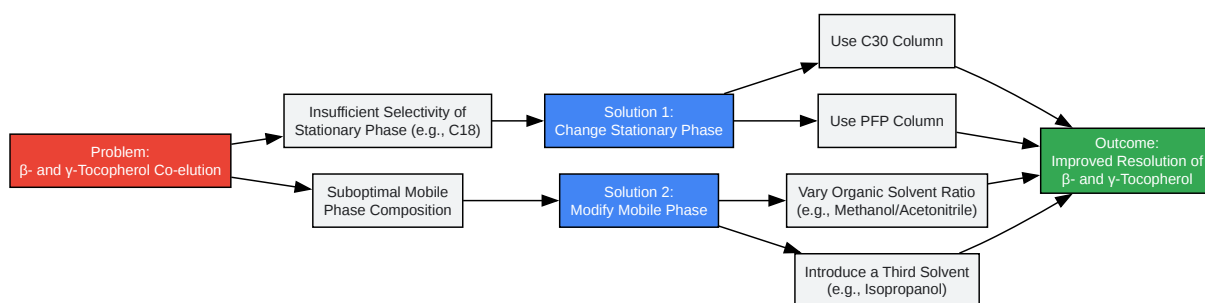 Problem:
β- and γ-Tocopherol Co-elution
Insufficient Selectivity of
Stationary Phase (e.g., C18)
Suboptimal Mobile
Phase Composition
Solution 1:
Change Stationary Phase
Solution 2:
Modify Mobile Phase
Use C30 Column
Use PFP Column
Vary Organic Solvent Ratio
(e.g., Methanol/Acetonitrile)
Introduce a Third Solvent
(e.g., Isopropanol)
Outcome:
Improved Resolution of
β- and γ-Tocopherol